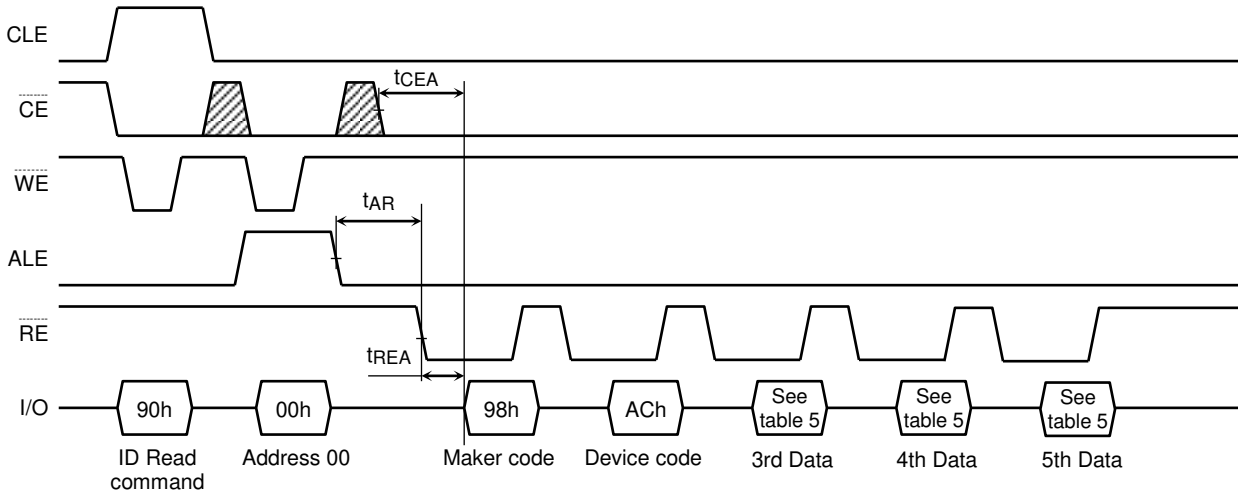 CLE
tCEA
CE
WE
tAR
ALE
RE
tREA
I/O
90h
00h
98h
ACh
See
table 5
See
table 5
See
table 5
ID Read
command
Address 00
Maker code
Device code
3rd Data
4th Data
5th Data